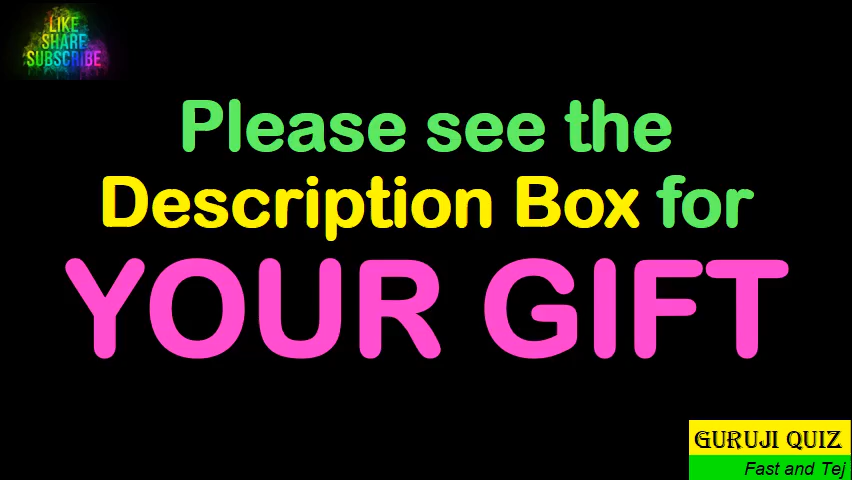 LIKE
SHARE
SUBSCRIBE
Please see the
Description Box for
YOUR GIFT
GURUJI QUIZ
Fast and Tej